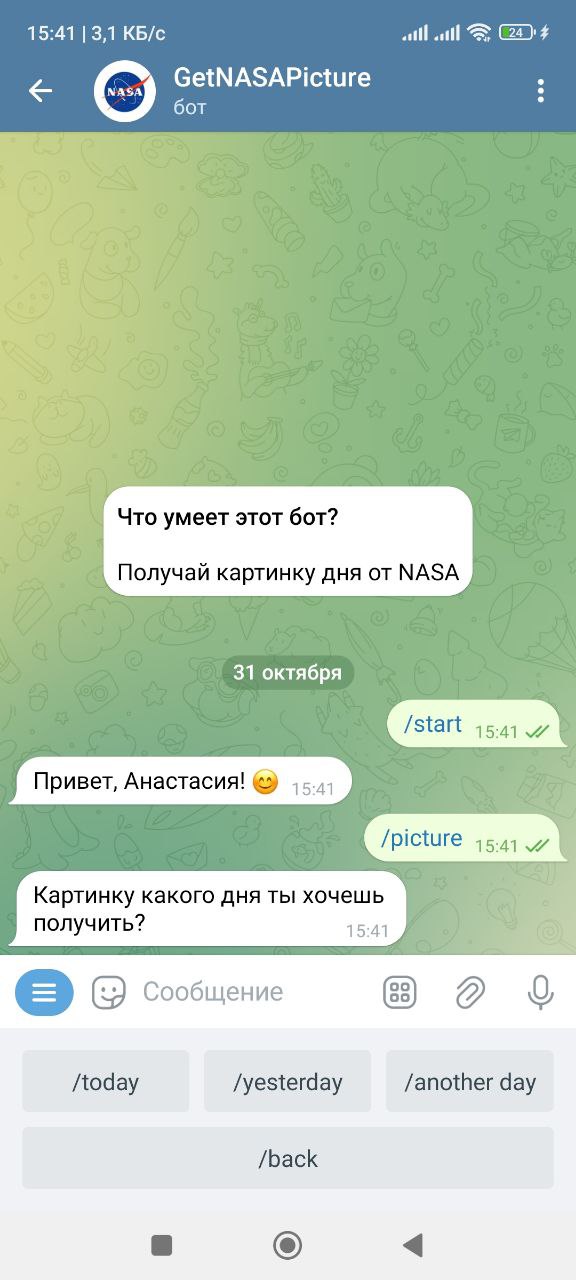 15:41 | 3,1 КБ/с
24
NASA
GetNASAPicture
бот
Что умеет этот бот?
Получай картинку дня от NASA
31 октября
/start 15:41
Привет, Анастасия! 😊 15:41
/picture 15:41
Картинку какого дня ты хочешь
получить? 15:41
Сообщение
/today /yesterday /another day
/back